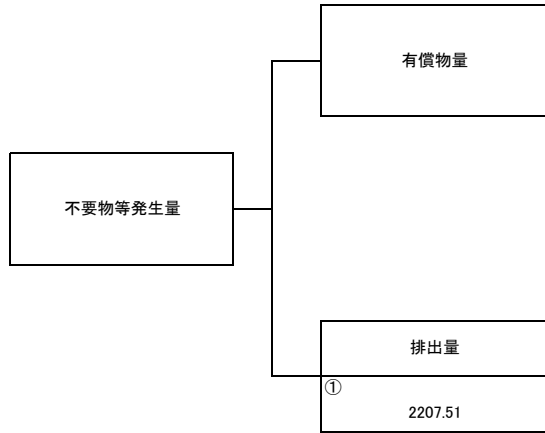 有償物量
不要物等発生量
排出量
①
2207.51